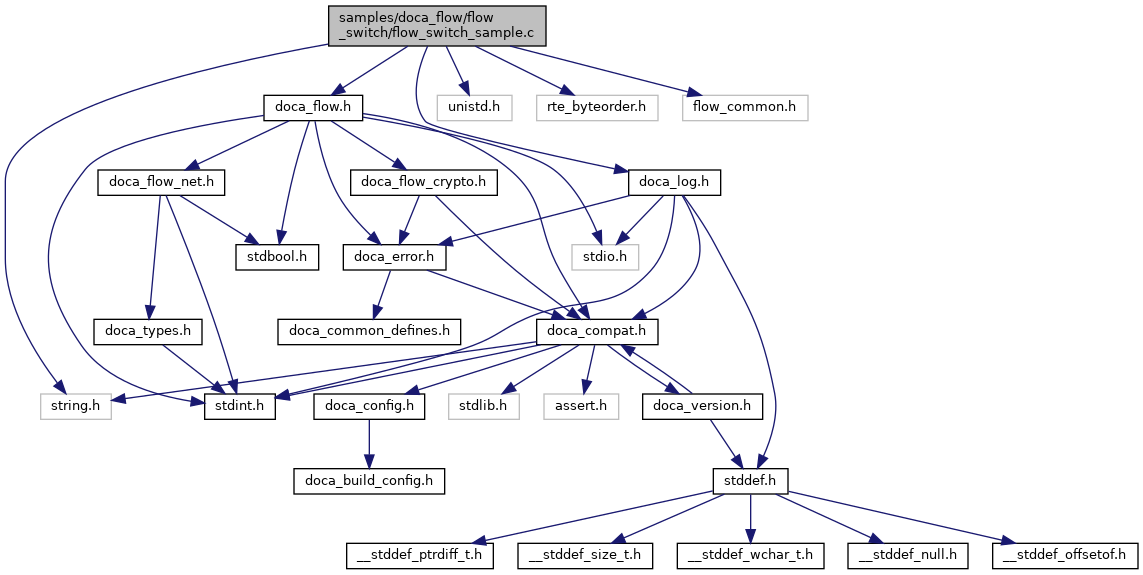 samples/doca_flow/flow
_switch/flow_switch_sample.c
doca_flow.h
unistd.h
rte_byteorder.h
flow_common.h
doca_flow_net.h
doca_flow_crypto.h
doca_log.h
stdbool.h
doca_error.h
stdio.h
doca_types.h
doca_common_defines.h
doca_compat.h
string.h
stdint.h
doca_config.h
stdlib.h
assert.h
doca_version.h
doca_build_config.h
stddef.h
__stddef_ptrdiff_t.h
__stddef_size_t.h
__stddef_wchar_t.h
__stddef_null.h
__stddef_offsetof.h